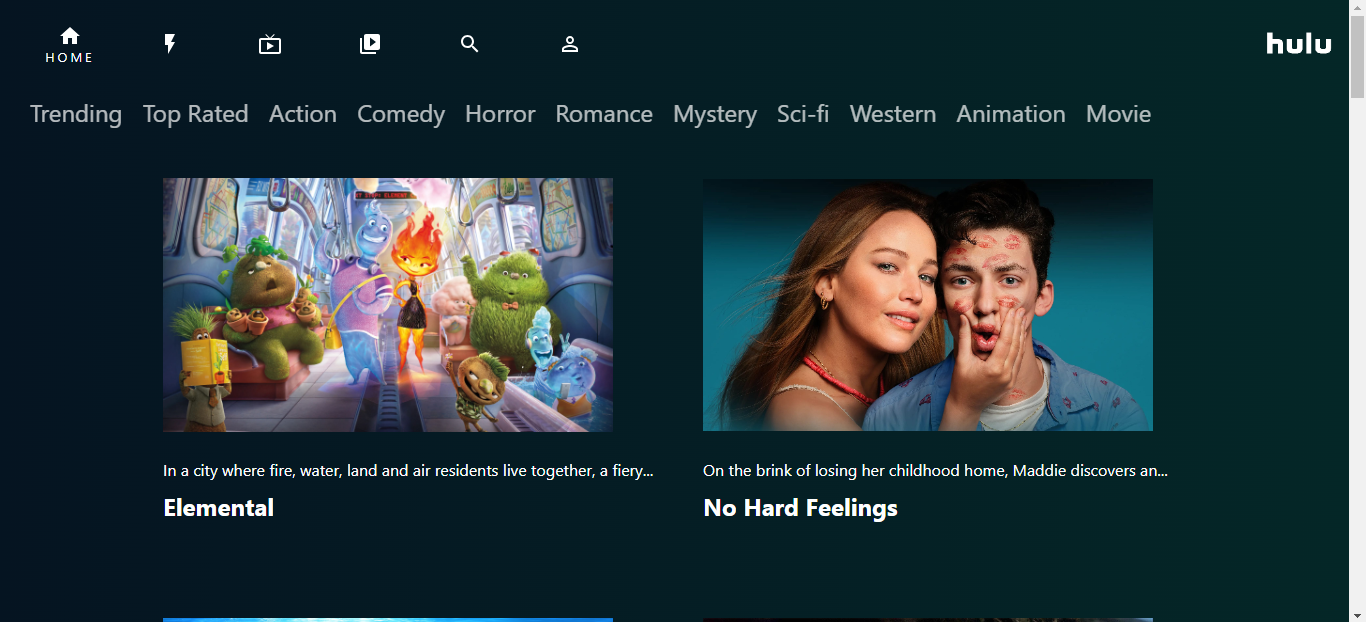 HOME
hulu
Trending Top Rated Action Comedy Horror Romance Mystery Sci-fi Western Animation Movie
In a city where fire, water, land and air residents live together, a fiery...
Elemental
On the brink of losing her childhood home, Maddie discovers an...
No Hard Feelings